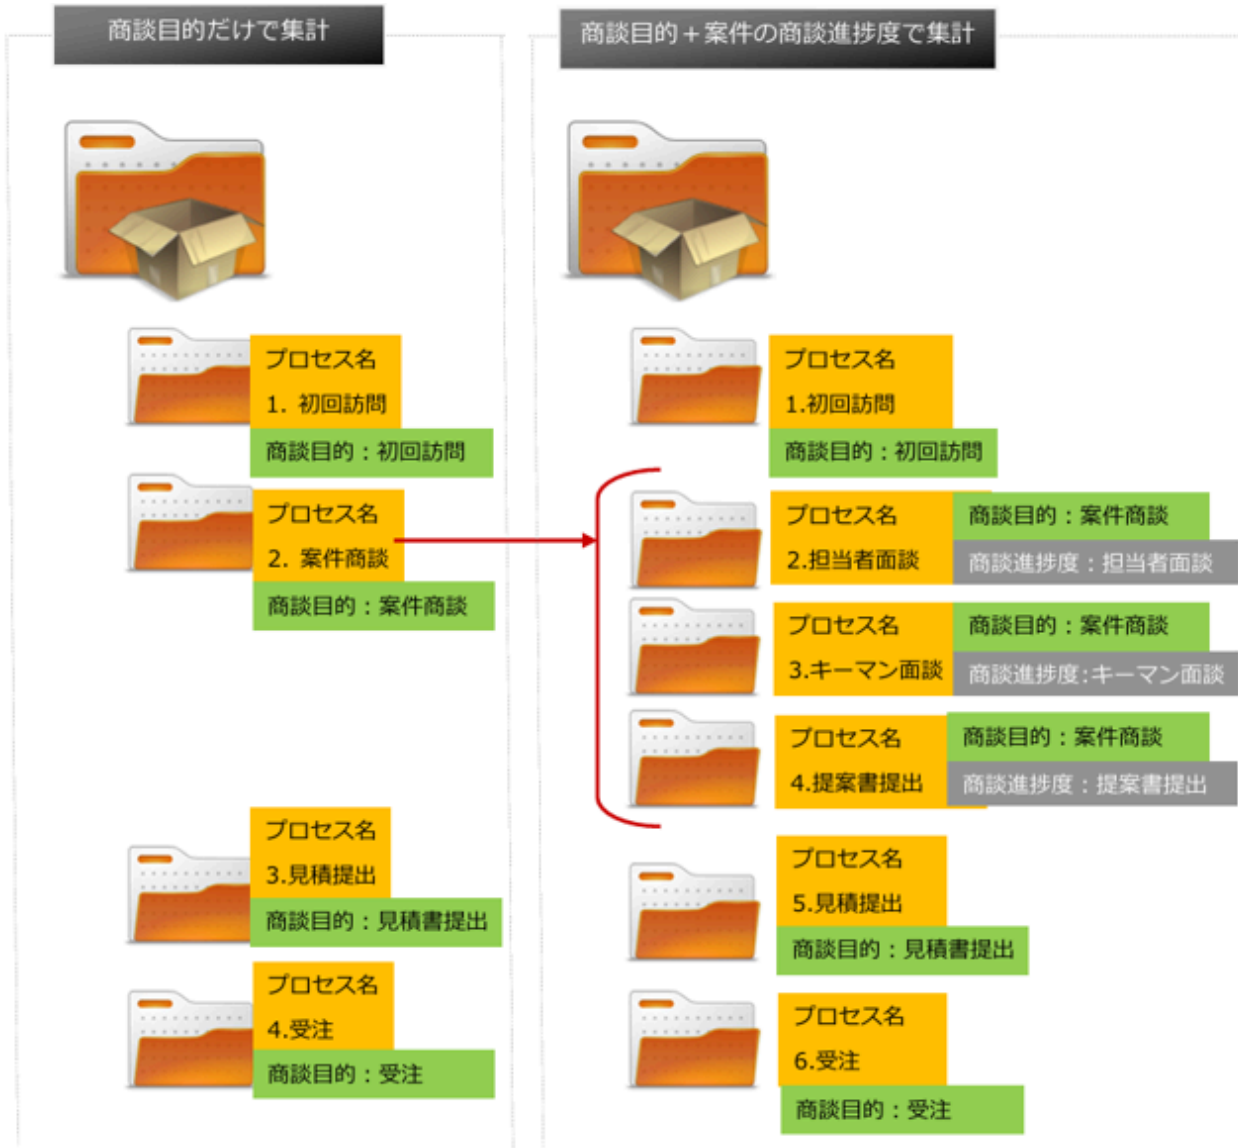 商談目的だけで集計
プロセス名
1. 初回訪問
商談目的：初回訪問
プロセス名
2. 案件商談
商談目的：案件商談
プロセス名
3.見積提出
商談目的：見積書提出
プロセス名
4.受注
商談目的：受注
商談目的＋案件の商談進捗度で集計
プロセス名
1.初回訪問
商談目的：初回訪問
プロセス名
2.担当者面談
商談目的：案件商談
商談進捗度：担当者面談
プロセス名
3.キーマン面談
商談目的：案件商談
商談進捗度:キーマン面談
プロセス名
4.提案書提出
商談目的：案件商談
商談進捗度：提案書提出
プロセス名
5.見積提出
商談目的：見積書提出
プロセス名
6.受注
商談目的：受注